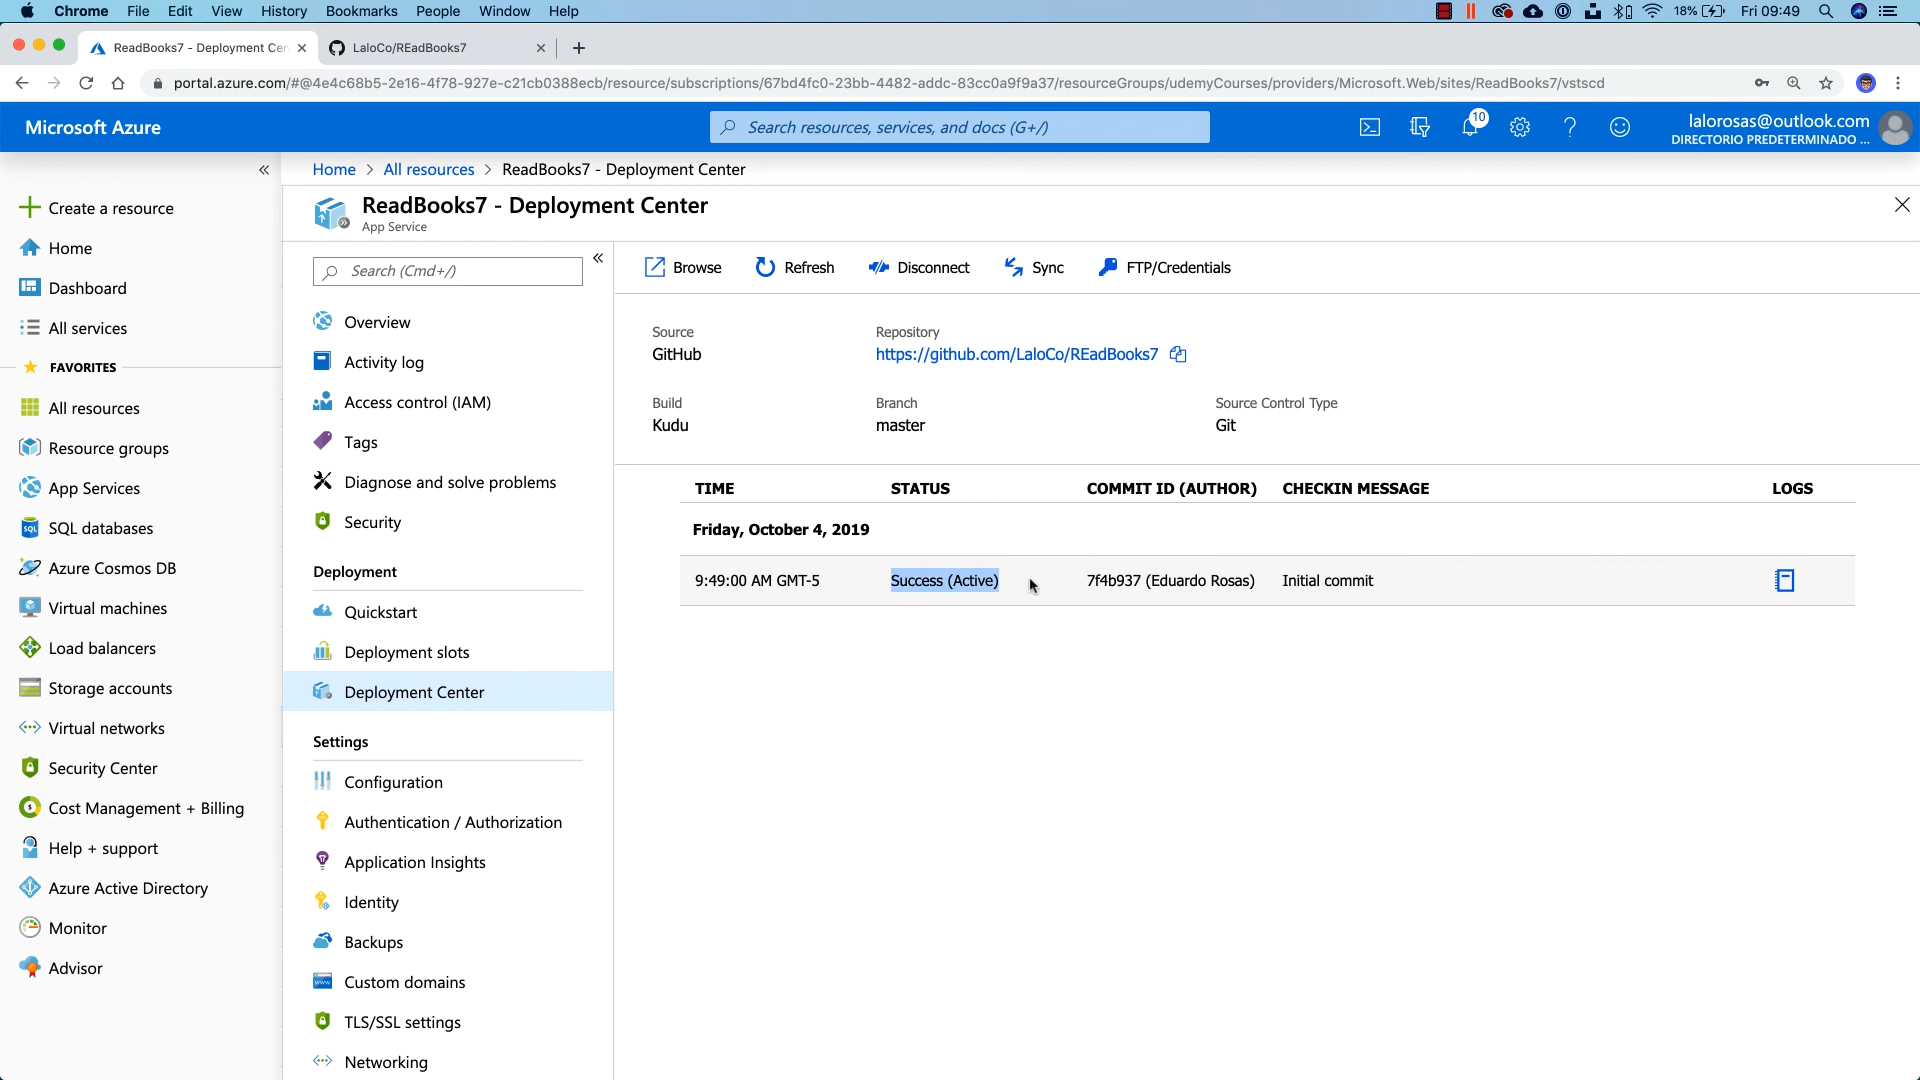 Chrome File Edit View History Bookmarks People Window Help 18% Fri 09:49
ReadBooks7 - Deployment Cen LaloCo/REadBooks7
portal.azure.com/#@4e4c68b5-2e16-4f78-927e-c21cb0388ecb/resource/subscriptions/67bd4fc0-23bb-4482-addc-83cc0a9f9a37/resourceGroups/udemyCourses/providers/Microsoft.Web/sites/ReadBooks7/vstscd
Microsoft Azure Search resources, services, and docs (G+/) 10 lalorosas@outlook.com
DIRECTORIO PREDETERMINADO ...
Home > All resources > ReadBooks7 - Deployment Center
ReadBooks7 - Deployment Center
App Service
Create a resource
Home
Dashboard
All services
FAVORITES
All resources
Resource groups
App Services
SQL databases
Azure Cosmos DB
Virtual machines
Load balancers
Storage accounts
Virtual networks
Security Center
Cost Management + Billing
Help + support
Azure Active Directory
Monitor
Advisor
Search (Cmd+/)
Overview
Activity log
Access control (IAM)
Tags
Diagnose and solve problems
Security
Deployment
Quickstart
Deployment slots
Deployment Center
Settings
Configuration
Authentication / Authorization
Application Insights
Identity
Backups
Custom domains
TLS/SSL settings
Networking
Browse Refresh Disconnect Sync FTP/Credentials
Source Repository
GitHub https://github.com/LaloCo/REadBooks7
Build Branch Source Control Type
Kudu master Git
TIME STATUS COMMIT ID (AUTHOR) CHECKIN MESSAGE LOGS
Friday, October 4, 2019
9:49:00 AM GMT-5 Success (Active) 7f4b937 (Eduardo Rosas) Initial commit